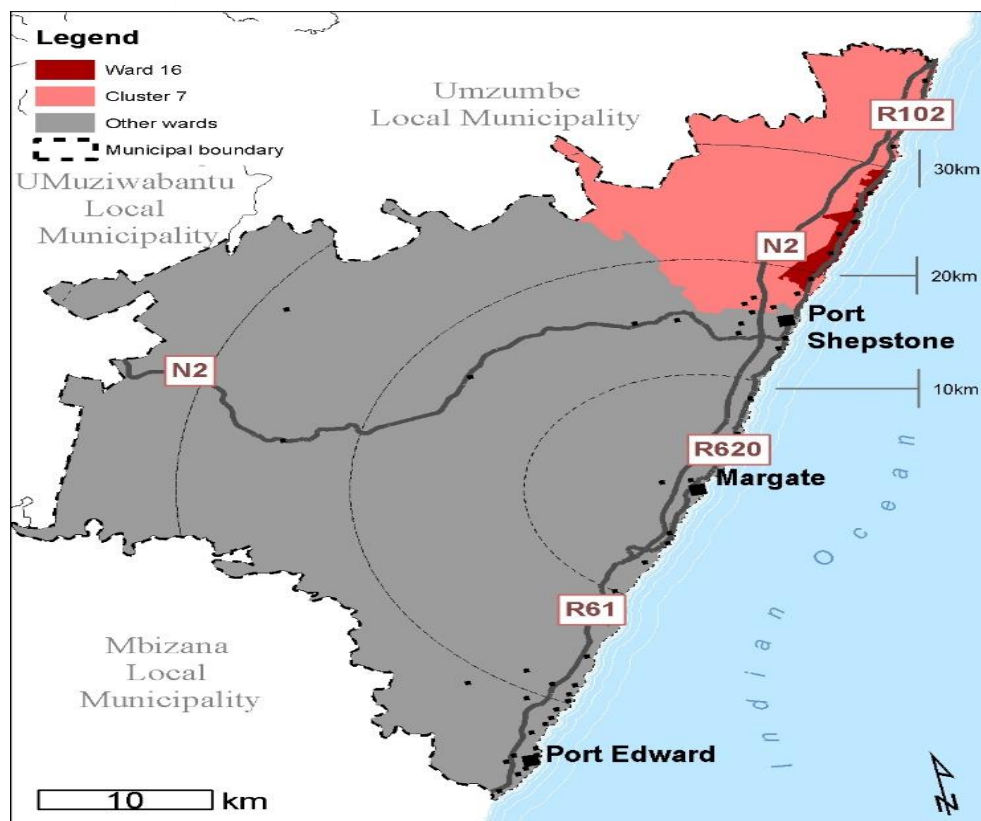 Legend
Ward 16
Cluster 7
Other wards
Municipal boundary
Umzumbe
Local Municipality
UMuziwabantu
Local
Municipality
R102
30km
N2
20km
Port
Shepstone
N2
10km
R620
Margate
Indian Ocean
R61
Mbizana
Local
Municipality
Port Edward
10 km
N